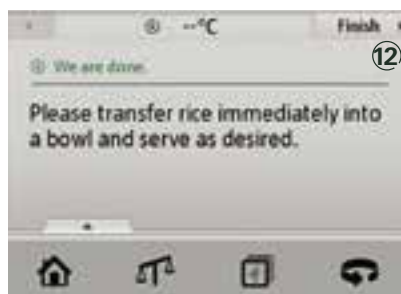 --°C
Finish
⑫
We are done.
Please transfer rice immediately into
a bowl and serve as desired.